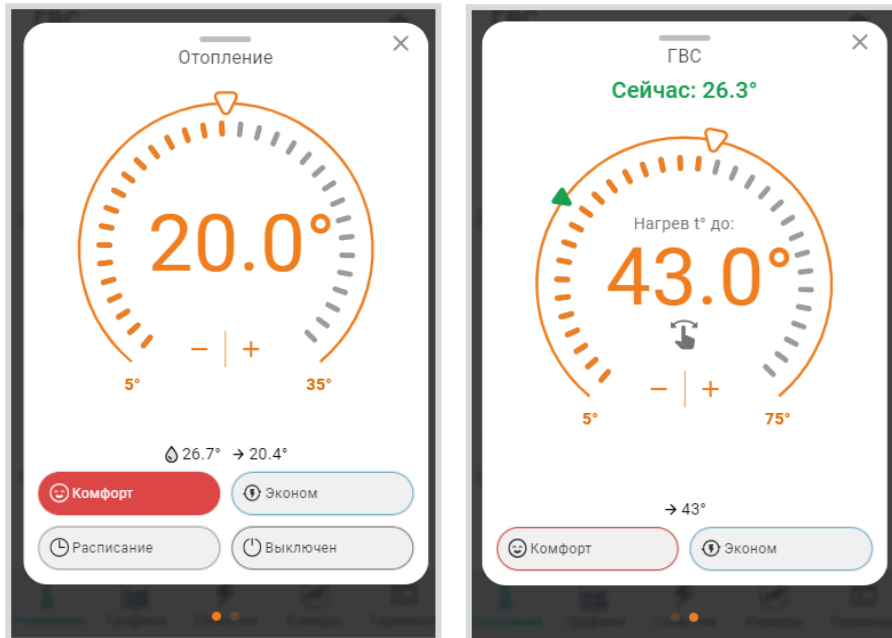 Отопление
20.0°
5°
35°
26.7° → 20.4°
Комфорт
Эконом
Расписание
Выключен
ГВС
Сейчас: 26.3°
Нагрев t° до:
43.0°
5°
75°
→ 43°
Комфорт
Эконом